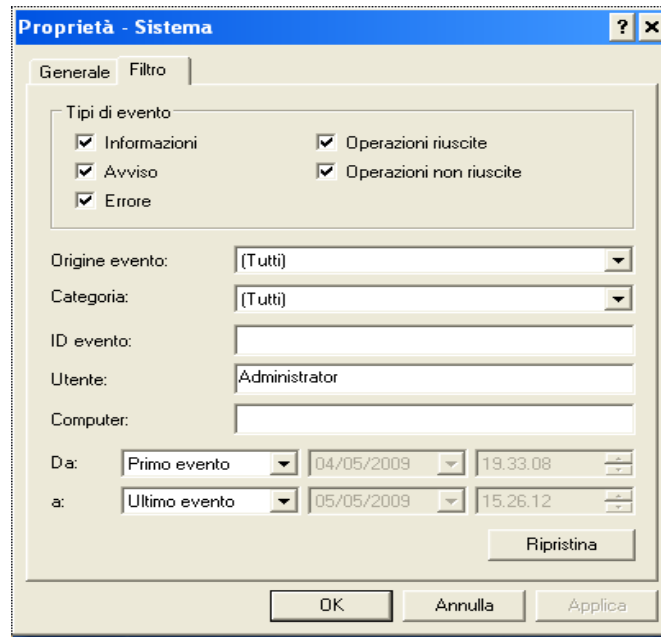 Proprietà - Sistema
Generale Filtro
Tipi di evento
Informazioni Operazioni riuscite
Avviso Operazioni non riuscite
Errore
Origine evento: (Tutti)
Categoria: (Tutti)
ID evento:
Utente: Administrator
Computer:
Da: Primo evento 04/05/2009 19.33.08
a: Ultimo evento 05/05/2009 15.26.12
Ripristina
OK Annulla Applica